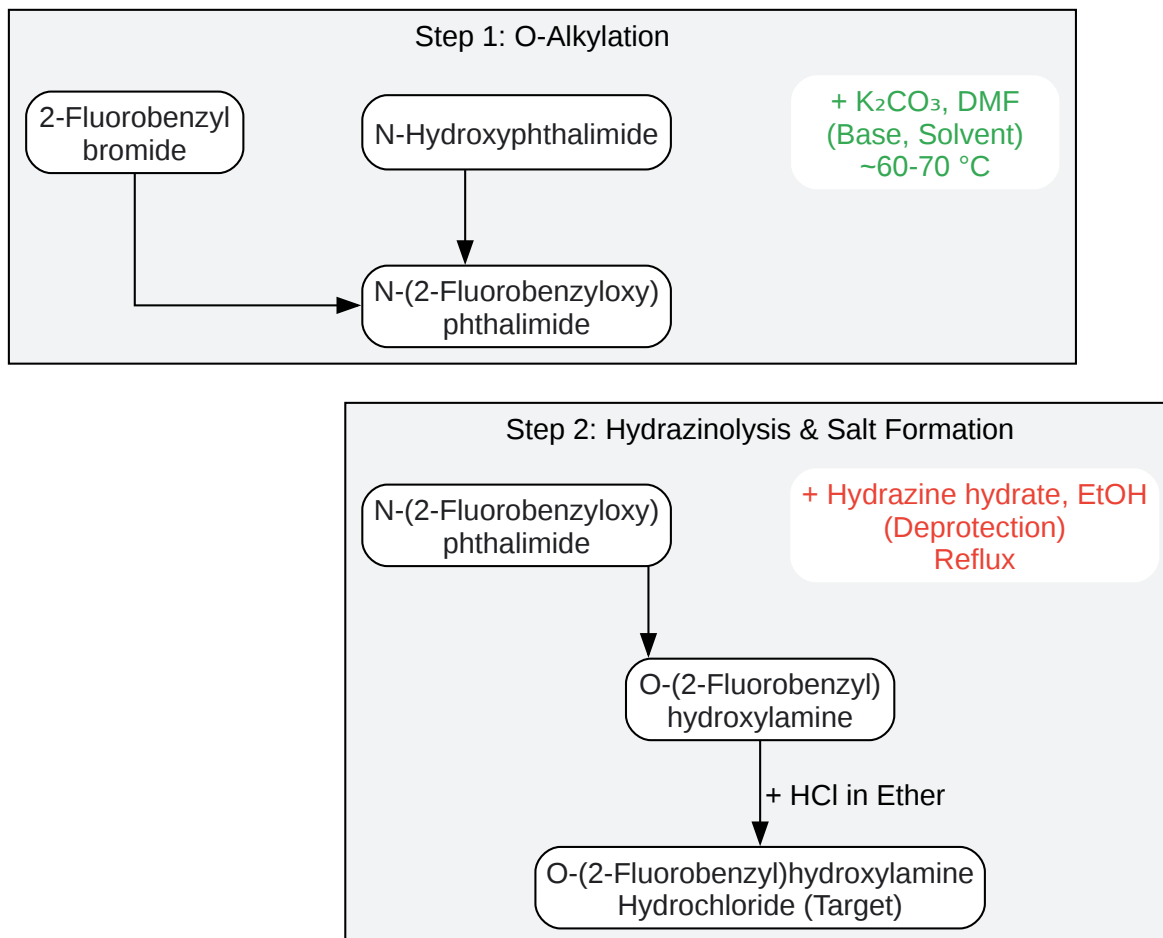 Step 1: O-Alkylation
2-Fluorobenzyl
bromide
N-Hydroxyphthalimide
+ K₂CO₃, DMF
(Base, Solvent)
~60-70 °C
N-(2-Fluorobenzyloxy)
phthalimide
Step 2: Hydrazinolysis & Salt Formation
N-(2-Fluorobenzyloxy)
phthalimide
+ Hydrazine hydrate, EtOH
(Deprotection)
Reflux
O-(2-Fluorobenzyl)
hydroxylamine
+ HCl in Ether
O-(2-Fluorobenzyl)hydroxylamine
Hydrochloride (Target)